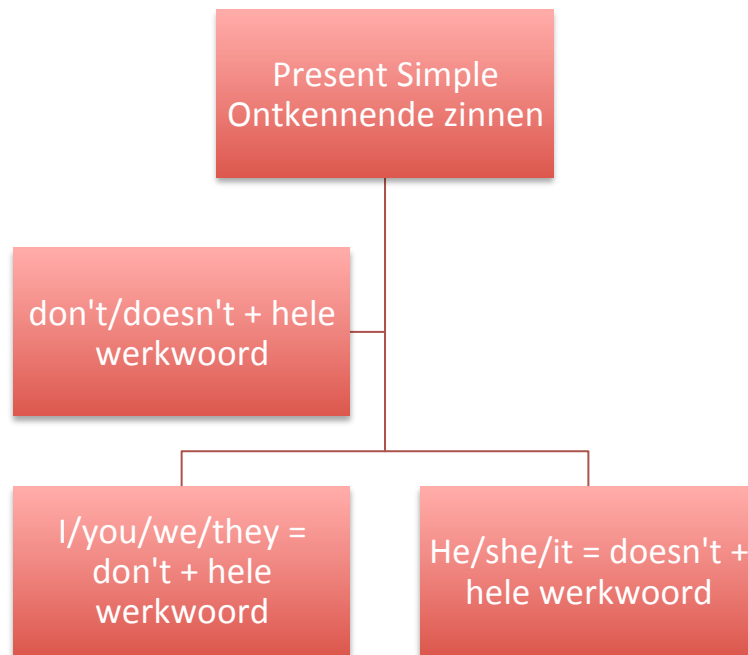 Present Simple
Ontkennende zinnen
don't/doesn't + hele
werkwoord
I/you/we/they =
don't + hele
werkwoord
He/she/it = doesn't +
hele werkwoord